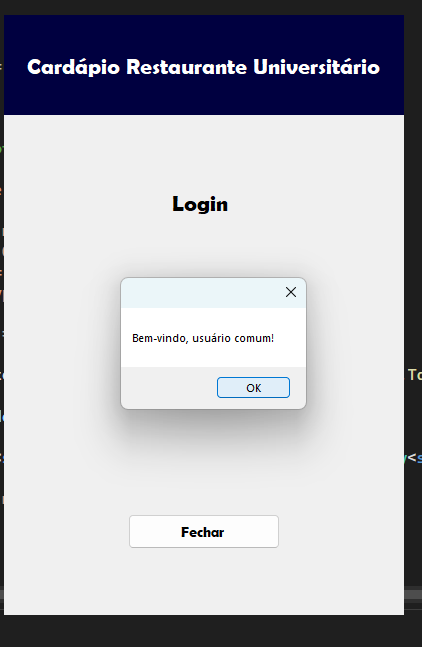 Cardápio Restaurante Universitário
Login
Bem-vindo, usuário comum!
OK
Fechar